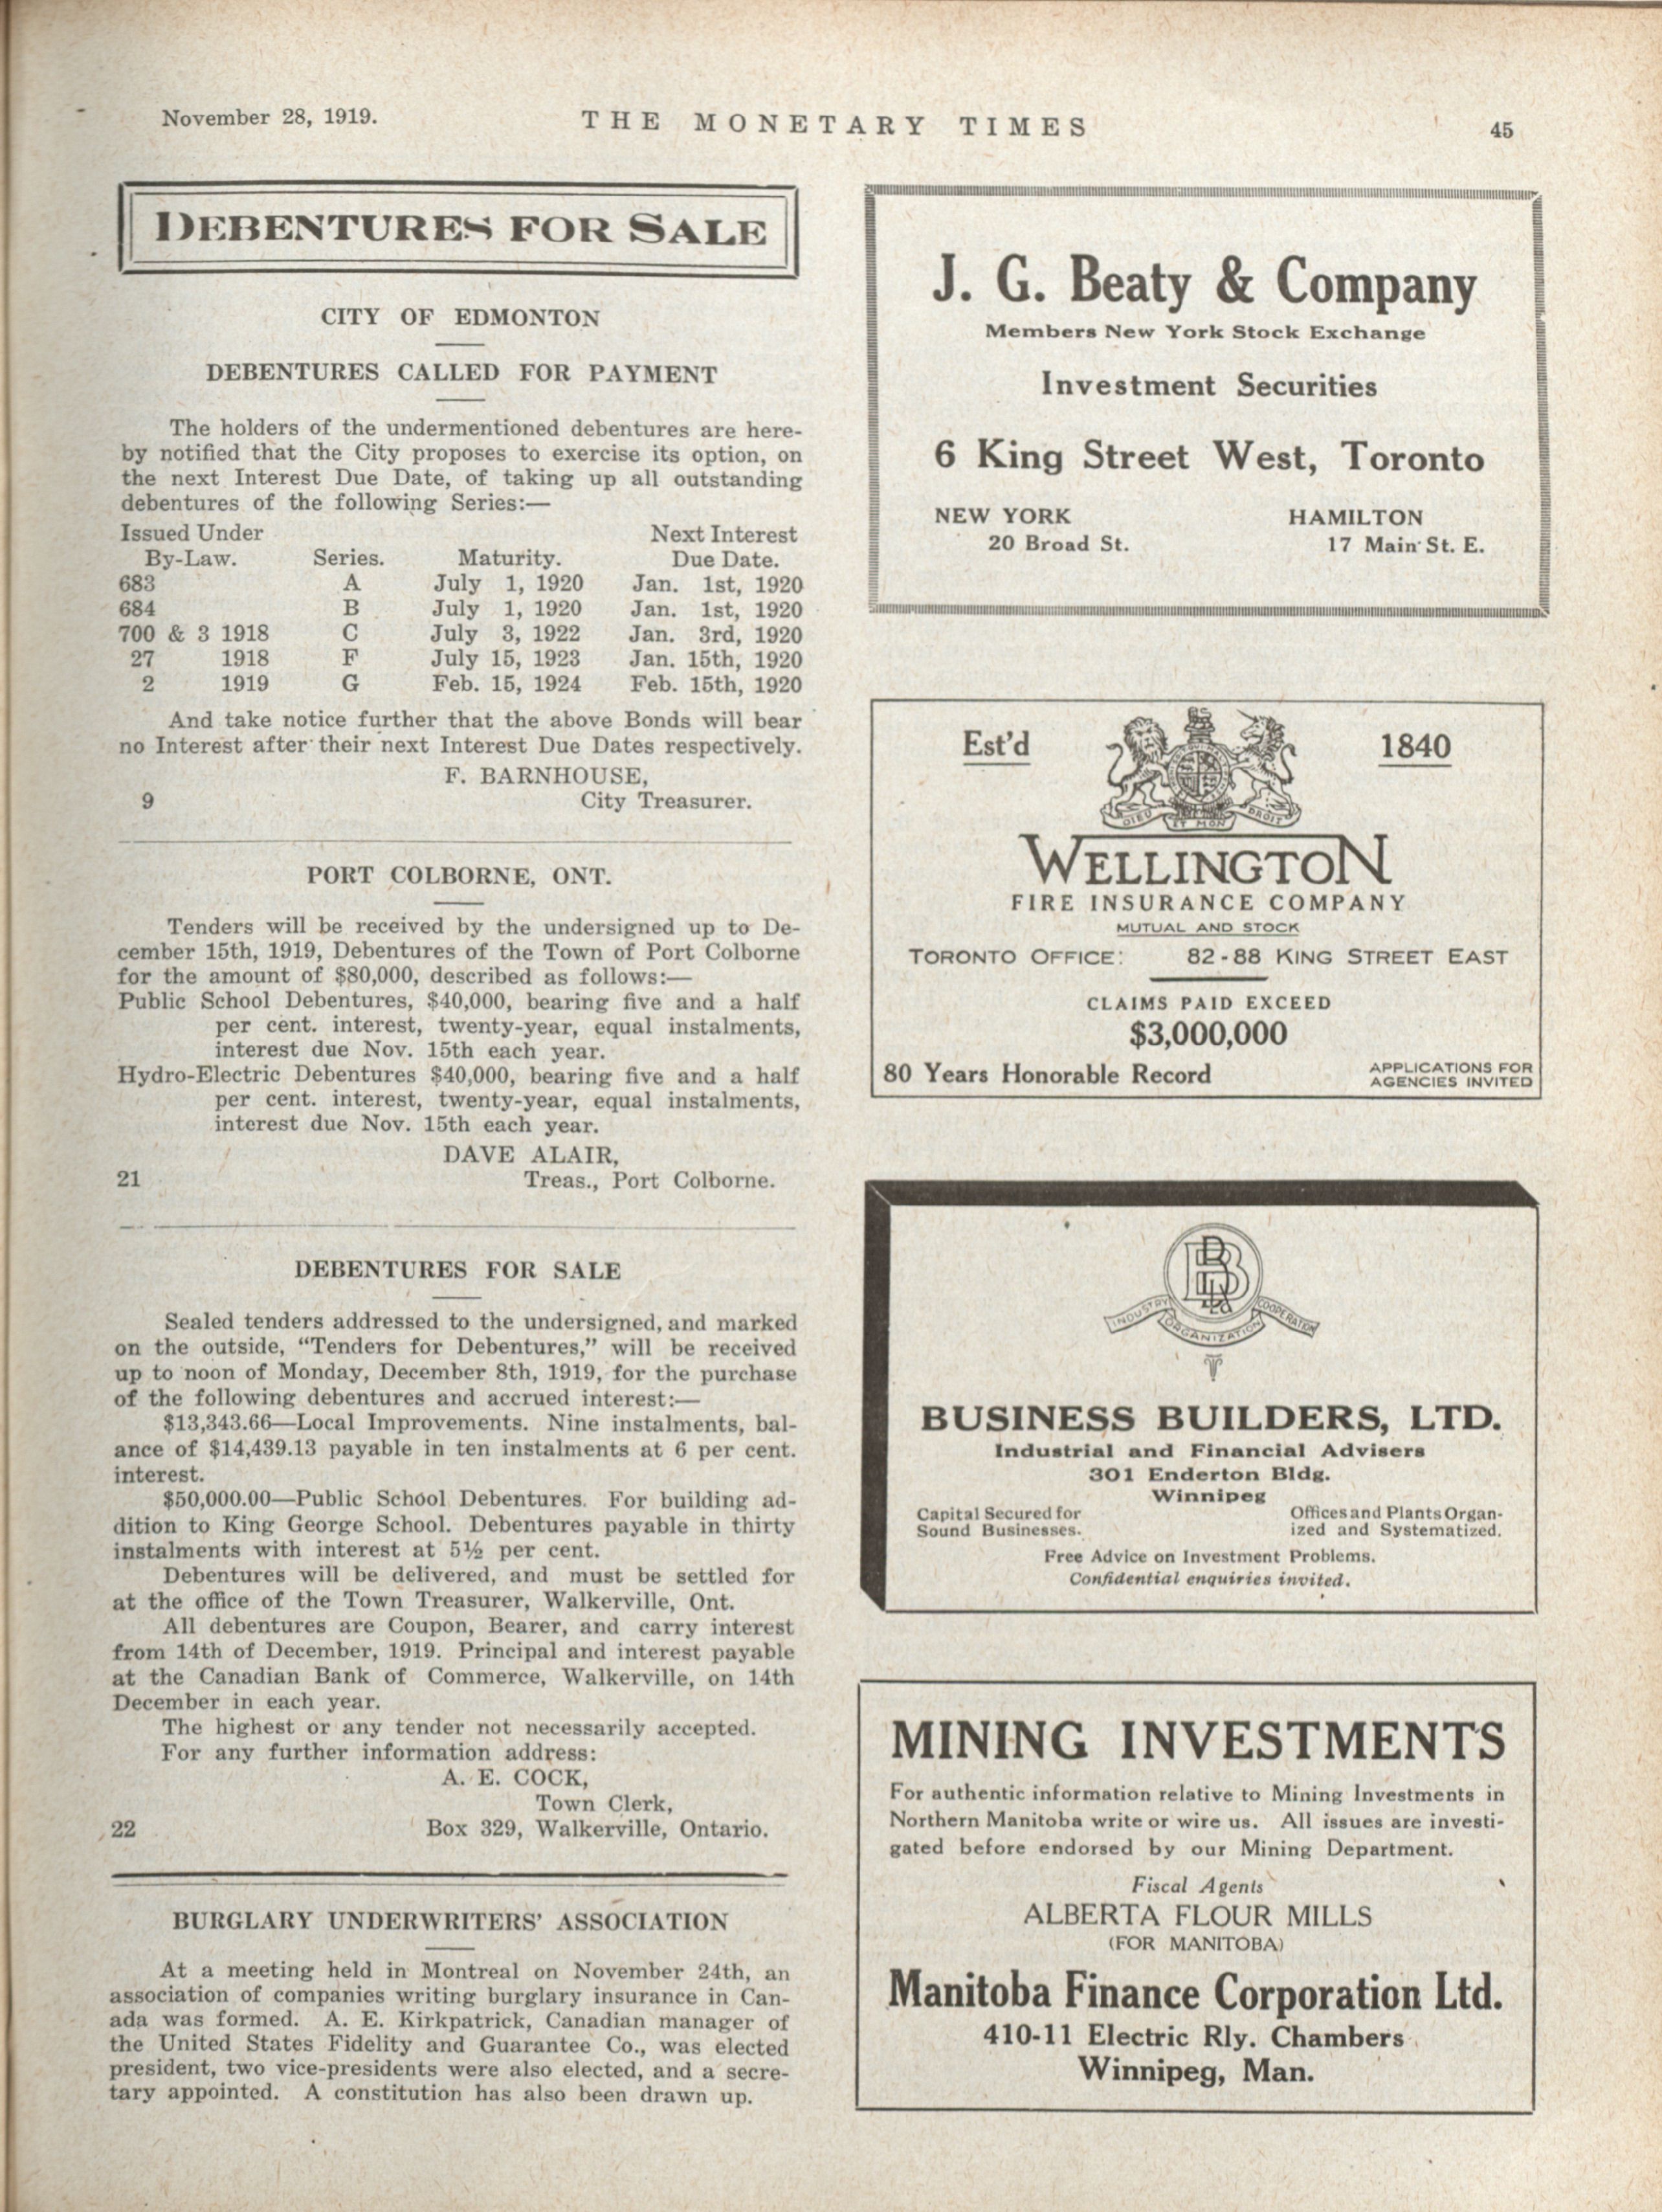 November 28, 1919.
THE MONETARY TIMES
45
DEBENTURES FOR SALE
CITY OF EDMONTON
DEBENTURES CALLED FOR PAYMENT
The holders of the undermentioned debentures are here-
by notified that the City proposes to exercise its option, on
the next Interest Due Date, of taking up all outstanding
debentures of the following Series:—
Issued Under Next Interest
By-Law. Series. Maturity. Due Date.
683 A July 1, 1920 Jan. 1st, 1920
684 B July 1, 1920 Jan. 1st, 1920
700 & 3 1918 C July 3, 1922 Jan. 3rd, 1920
27 1918 F July 15, 1923 Jan. 15th, 1920
2 1919 G Feb. 15, 1924 Feb. 15th, 1920
And take notice further that the above Bonds will bear
no Interest after their next Interest Due Dates respectively.
F. BARNHOUSE,
9 City Treasurer.
PORT COLBORNE, ONT.
Tenders will be received by the undersigned up to De-
cember 15th, 1919, Debentures of the Town of Port Colborne
for the amount of $80,000, described as follows:—
Public School Debentures, $40,000, bearing five and a half
per cent. interest, twenty-year, equal instalments,
interest due Nov. 15th each year.
Hydro-Electric Debentures $40,000, bearing five and a half
per cent. interest, twenty-year, equal instalments,
interest due Nov. 15th each year.
DAVE ALAIR,
21 Treas., Port Colborne.
DEBENTURES FOR SALE
Sealed tenders addressed to the undersigned, and marked
on the outside, "Tenders for Debentures," will be received
up to noon of Monday, December 8th, 1919, for the purchase
of the following debentures and accrued interest:—
$13,343.66—Local Improvements. Nine instalments, bal-
ance of $14,439.13 payable in ten instalments at 6 per cent.
interest.
$50,000.00—Public School Debentures. For building ad-
dition to King George School. Debentures payable in thirty
instalments with interest at 5½ per cent.
Debentures will be delivered, and must be settled for
at the office of the Town Treasurer, Walkerville, Ont.
All debentures are Coupon, Bearer, and carry interest
from 14th of December, 1919. Principal and interest payable
at the Canadian Bank of Commerce, Walkerville, on 14th
December in each year.
The highest or any tender not necessarily accepted.
For any further information address:
A. E. COCK,
Town Clerk,
22 Box 329, Walkerville, Ontario.
BURGLARY UNDERWRITERS' ASSOCIATION
At a meeting held in Montreal on November 24th, an
association of companies writing burglary insurance in Can-
ada was formed. A. E. Kirkpatrick, Canadian manager of
the United States Fidelity and Guarantee Co., was elected
president, two vice-presidents were also elected, and a secre-
tary appointed. A constitution has also been drawn up.
J. G. Beaty & Company
Members New York Stock Exchange
Investment Securities
6 King Street West, Toronto
NEW YORK HAMILTON
20 Broad St. 17 Main St. E.
Est'd 1840
DIEU ET MON DROIT
WELLINGTON
FIRE INSURANCE COMPANY
MUTUAL AND STOCK
TORONTO OFFICE: 82-88 KING STREET EAST
CLAIMS PAID EXCEED
$3,000,000
80 Years Honorable Record APPLICATIONS FOR
AGENCIES INVITED
INDUSTRY ORGANIZATION COOPERATION
BUSINESS BUILDERS, LTD.
Industrial and Financial Advisers
301 Enderton Bldg.
Winnipeg
Capital Secured for Offices and Plants Organ-
Sound Businesses. ized and Systematized.
Free Advice on Investment Problems.
Confidential enquiries invited.
MINING INVESTMENTS
For authentic information relative to Mining Investments in
Northern Manitoba write or wire us. All issues are investi-
gated before endorsed by our Mining Department.
Fiscal Agents
ALBERTA FLOUR MILLS
(FOR MANITOBA)
Manitoba Finance Corporation Ltd.
410-11 Electric Rly. Chambers
Winnipeg, Man.